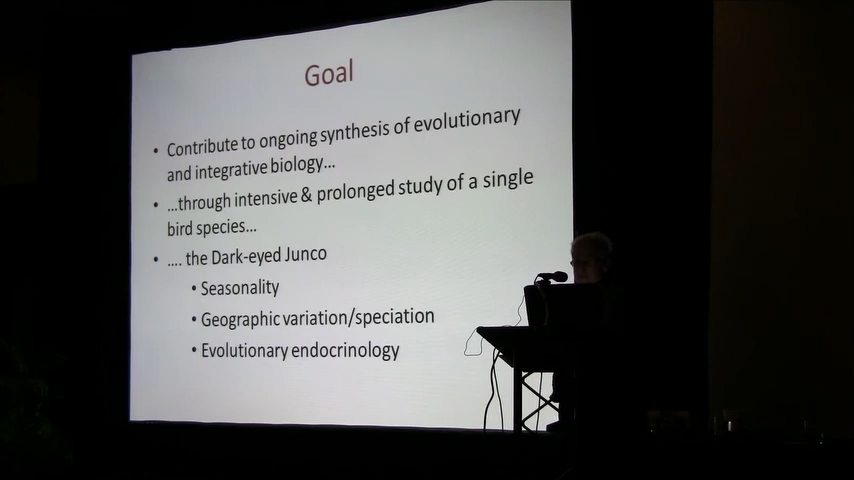 Goal
• Contribute to ongoing synthesis of evolutionary
and integrative biology...
• ...through intensive & prolonged study of a single
bird species...
• .... the Dark-eyed Junco
• Seasonality
• Geographic variation/speciation
• Evolutionary endocrinology